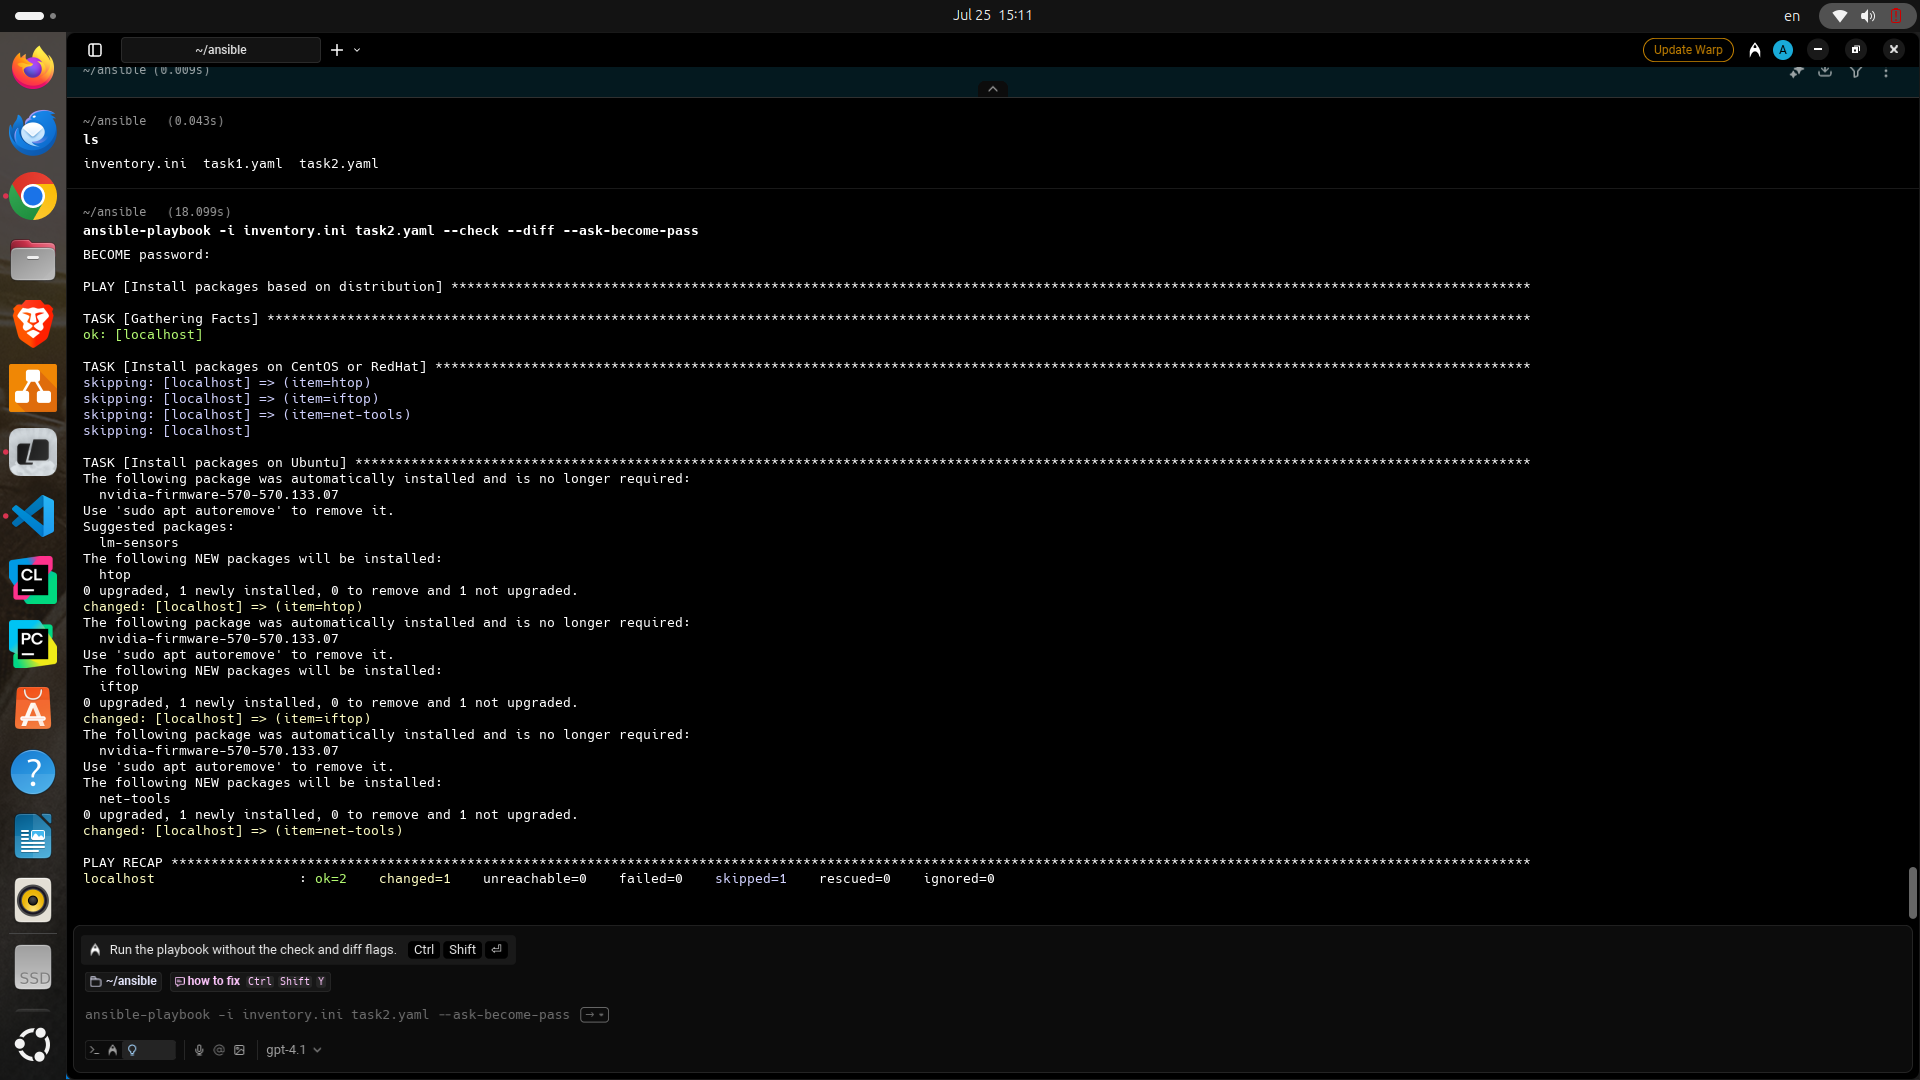 Jul 25 15:11
en
~/ansible
Update Warp
A
~/ansible (0.009s)
~/ansible (0.043s)
ls
inventory.ini task1.yaml task2.yaml
~/ansible (18.099s)
ansible-playbook -i inventory.ini task2.yaml --check --diff --ask-become-pass
BECOME password:
PLAY [Install packages based on distribution] ***************************************************************************************************************************************
TASK [Gathering Facts] **************************************************************************************************************************************************************
ok: [localhost]
TASK [Install packages on CentOS or RedHat] *****************************************************************************************************************************************
skipping: [localhost] => (item=htop)
skipping: [localhost] => (item=iftop)
skipping: [localhost] => (item=net-tools)
skipping: [localhost]
TASK [Install packages on Ubuntu] ***************************************************************************************************************************************************
The following package was automatically installed and is no longer required:
nvidia-firmware-570-570.133.07
Use 'sudo apt autoremove' to remove it.
Suggested packages:
lm-sensors
The following NEW packages will be installed:
htop
0 upgraded, 1 newly installed, 0 to remove and 1 not upgraded.
changed: [localhost] => (item=htop)
The following package was automatically installed and is no longer required:
nvidia-firmware-570-570.133.07
Use 'sudo apt autoremove' to remove it.
The following NEW packages will be installed:
iftop
0 upgraded, 1 newly installed, 0 to remove and 1 not upgraded.
changed: [localhost] => (item=iftop)
The following package was automatically installed and is no longer required:
nvidia-firmware-570-570.133.07
Use 'sudo apt autoremove' to remove it.
The following NEW packages will be installed:
net-tools
0 upgraded, 1 newly installed, 0 to remove and 1 not upgraded.
changed: [localhost] => (item=net-tools)
PLAY RECAP **************************************************************************************************************************************************************************
localhost : ok=2 changed=1 unreachable=0 failed=0 skipped=1 rescued=0 ignored=0
Run the playbook without the check and diff flags. Ctrl Shift ⏎
~/ansible how to fix Ctrl Shift Y
ansible-playbook -i inventory.ini task2.yaml --ask-become-pass →
gpt-4.1
CL
PC
A
?
SSD